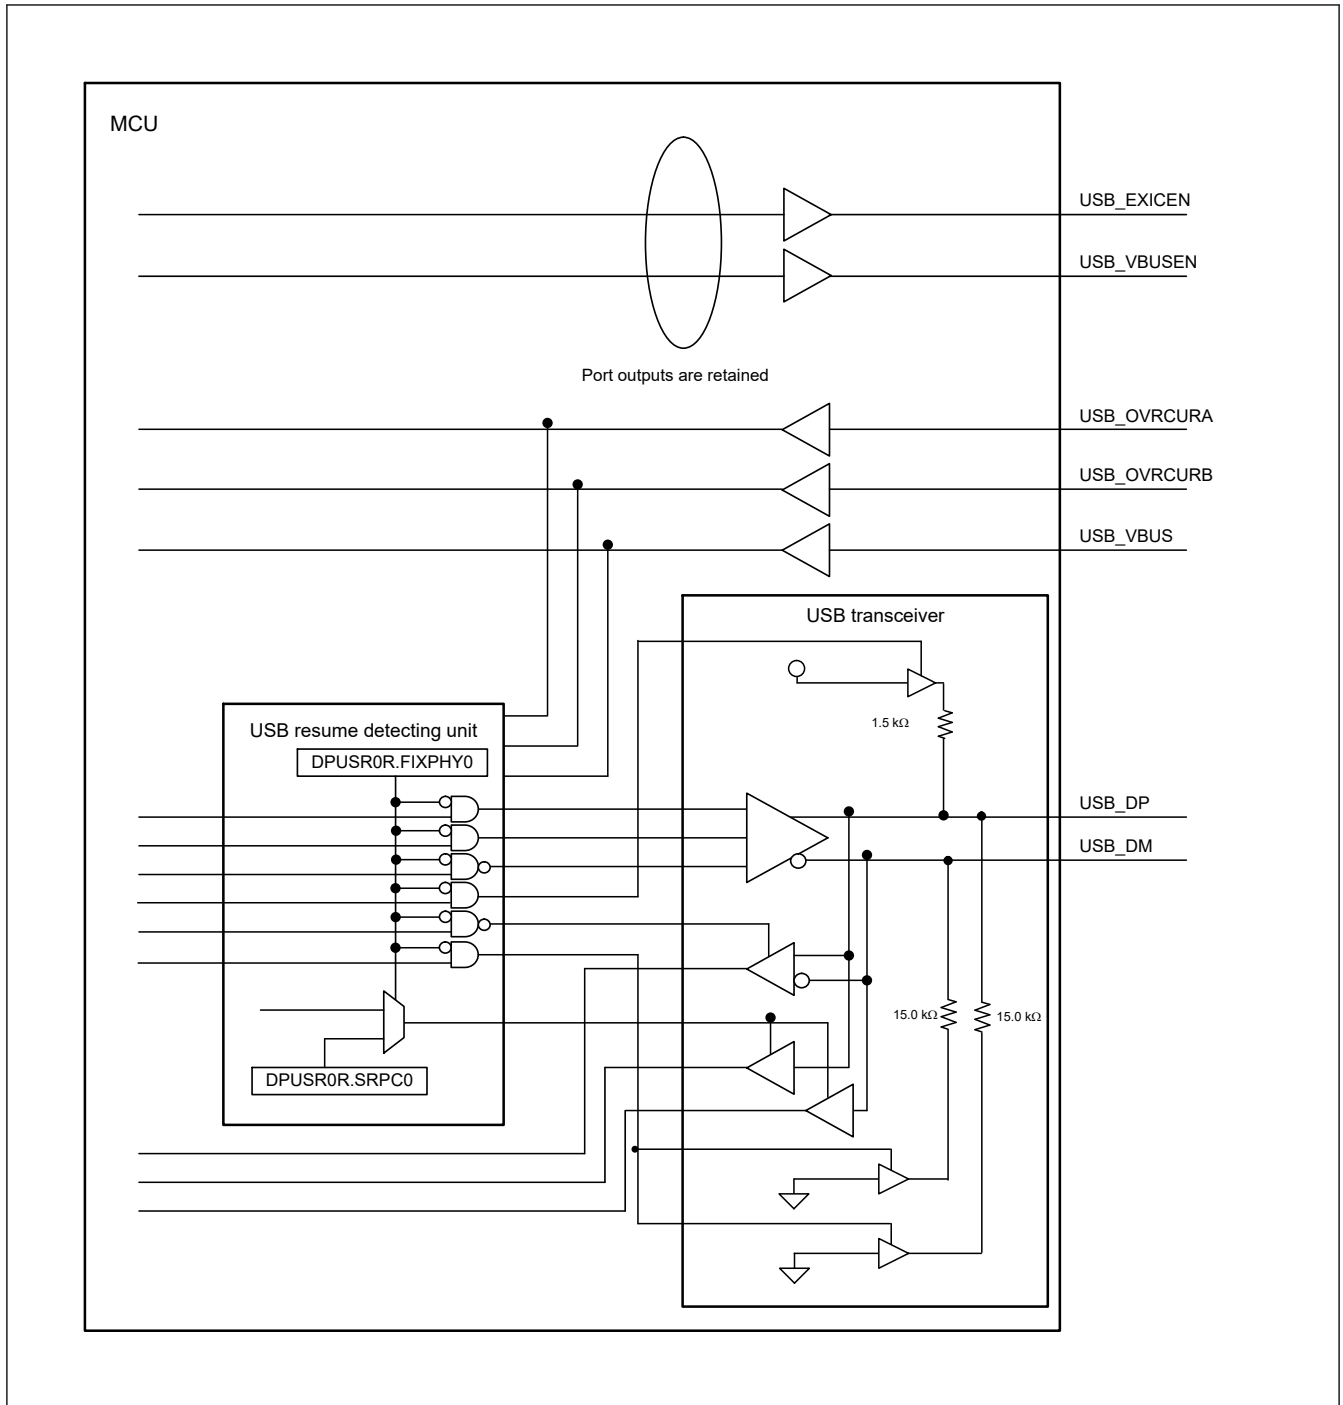 MCU
USB_EXICEN
USB_VBUSEN
Port outputs are retained
USB_OVRCURA
USB_OVRCURB
USB_VBUS
USB transceiver
1.5 kΩ
USB resume detecting unit
DPUSR0R.FIXPHY0
USB_DP
USB_DM
15.0 kΩ
15.0 kΩ
DPUSR0R.SRPC0